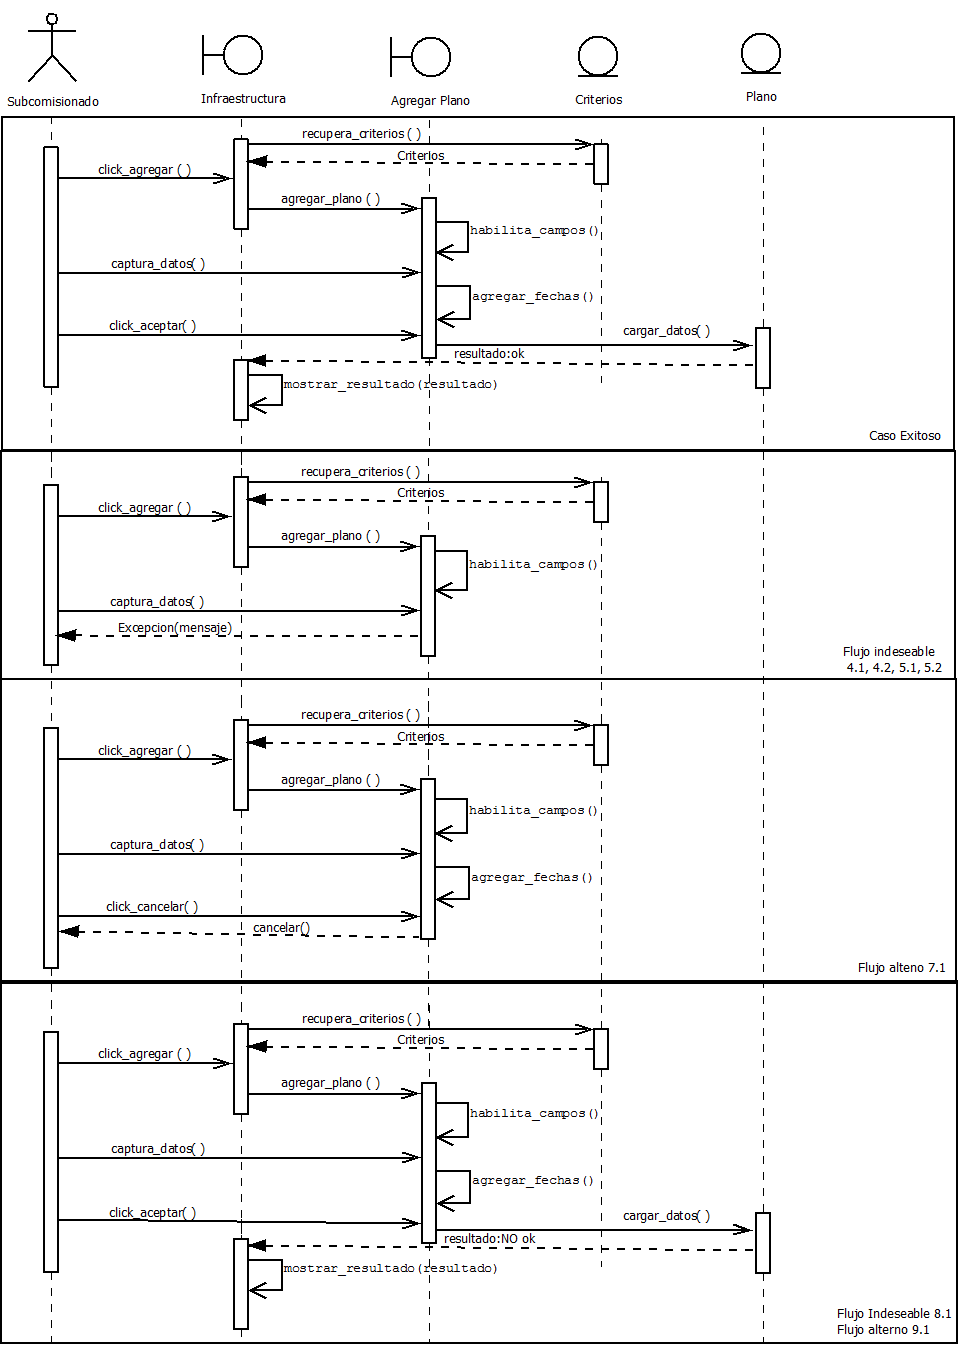 Subcomisionado
Infraestructura
Agregar Plano
Criterios
Plano
recupera_criterios ( )
Criterios
click_agregar ( )
agregar_plano ( )
habilita_campos()
captura_datos( )
agregar_fechas()
click_aceptar( )
cargar_datos( )
resultado:ok
mostrar_resultado(resultado)
Caso Exitoso
recupera_criterios ( )
Criterios
click_agregar ( )
agregar_plano ( )
habilita_campos()
captura_datos( )
Excepcion(mensaje)
Flujo indeseable
4.1, 4.2, 5.1, 5.2
recupera_criterios ( )
Criterios
click_agregar ( )
agregar_plano ( )
habilita_campos()
captura_datos( )
agregar_fechas()
click_cancelar( )
cancelar()
Flujo alteno 7.1
recupera_criterios ( )
Criterios
click_agregar ( )
agregar_plano ( )
habilita_campos()
captura_datos( )
agregar_fechas()
click_aceptar( )
cargar_datos( )
resultado:NO ok
mostrar_resultado(resultado)
Flujo Indeseable 8.1
Flujo alterno 9.1